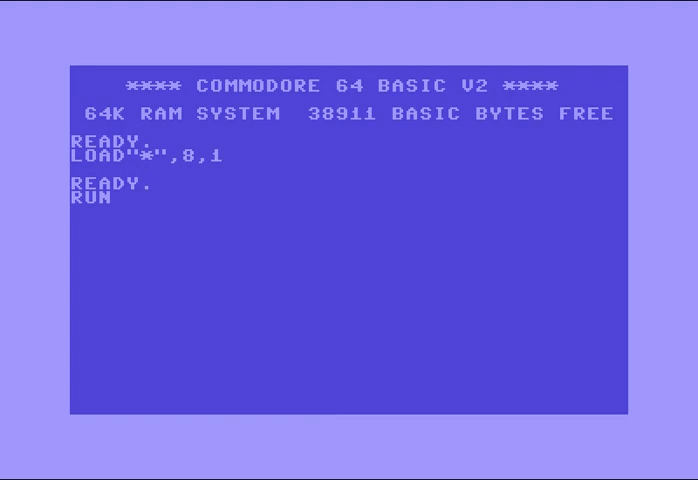 **** COMMODORE 64 BASIC V2 ****
64K RAM SYSTEM  38911 BASIC BYTES FREE
READY.
LOAD"*",8,1
READY.
RUN